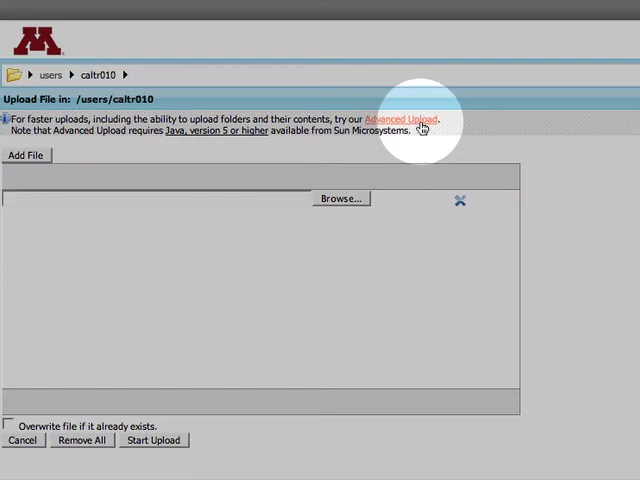 M
users caltr010
Upload File in: /users/caltr010
For faster uploads, including the ability to upload folders and their contents, try our Advanced Upload.
Note that Advanced Upload requires Java, version 5 or higher available from Sun Microsystems.
Add File
Browse...
Overwrite file if it already exists.
Cancel Remove All Start Upload